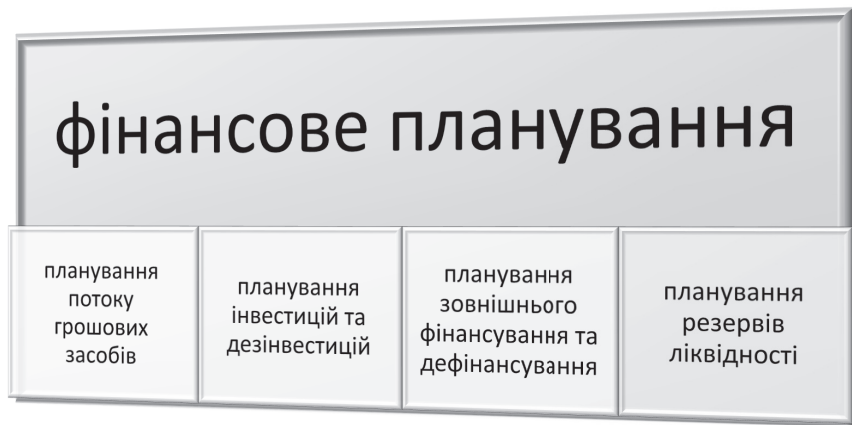 фінансове планування
планування
потоку
грошових
засобів
планування
інвестицій та
дезінвестицій
планування
зовнішнього
фінансування та
дефінансування
планування
резервів
ліквідності